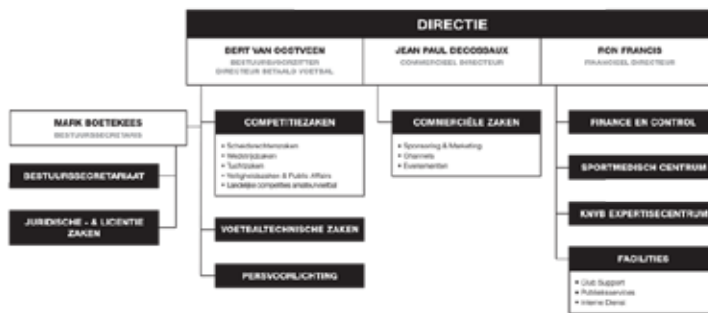 DIRECTIE
BERT VAN OOSTVEEN
BESTUURSVOORZITTER
DIRECTEUR BETAALD VOETBAL
JEAN PAUL DECOSSAUX
COMMERCIEEL DIRECTEUR
RON FRANCIS
FINANCIEEL DIRECTEUR
MARK BOETEKEES
BESTUURSSECRETARIS
BESTUURSSECRETARIAAT
JURIDISCHE - & LICENTIE
ZAKEN
COMPETITIEZAKEN
• Scheidsrechterszaken
• Wedstrijdzaken
• Tuchtzaken
• Veiligheidszaken & Public Affairs
• Landelijke competities amateurvoetbal
VOETBALTECHNISCHE ZAKEN
PERSVOORLICHTING
COMMERCIËLE ZAKEN
• Sponsoring & Marketing
• Channels
• Evenementen
FINANCE EN CONTROL
SPORTMEDISCH CENTRUM
KNVB EXPERTISECENTRUM
FACILITIES
• Club Support
• Publieksservices
• Interne Dienst